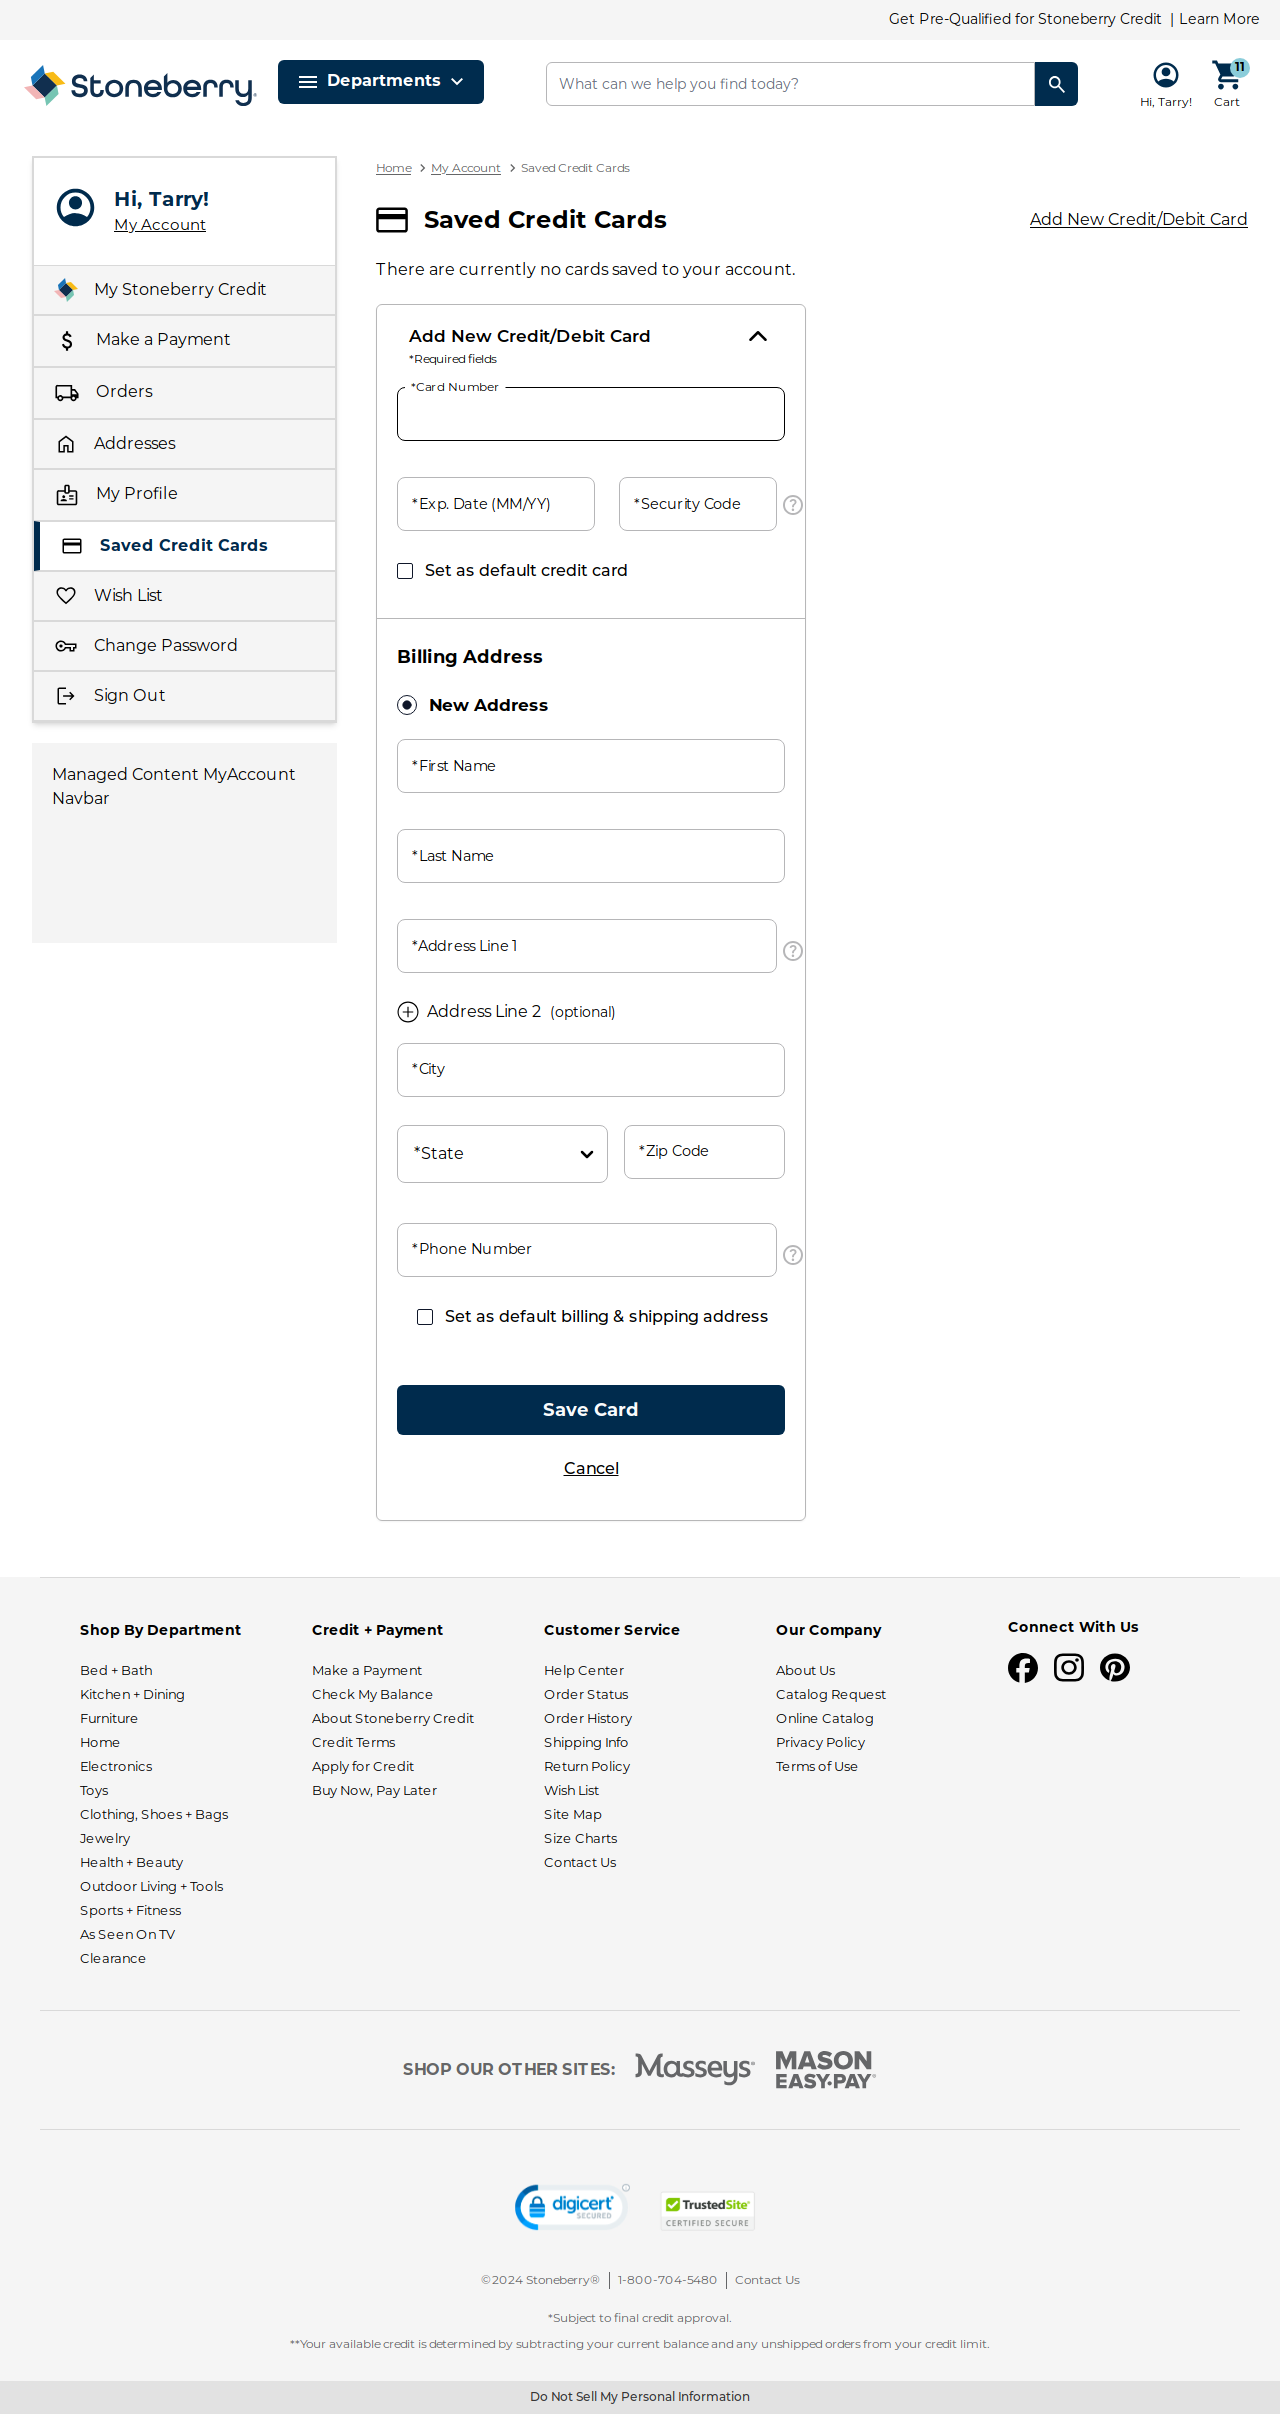 Get Pre-Qualified for Stoneberry Credit | Learn More
Stoneberry.
Departments
What can we help you find today?
Hi, Tarry!
11
Cart
Hi, Tarry!
My Account
My Stoneberry Credit
Make a Payment
Orders
Addresses
My Profile
Saved Credit Cards
Wish List
Change Password
Sign Out
Managed Content MyAccount
Navbar
Home > My Account > Saved Credit Cards
Saved Credit Cards
Add New Credit/Debit Card
There are currently no cards saved to your account.
Add New Credit/Debit Card
*Required fields
*Card Number
*Exp. Date (MM/YY)
*Security Code
Set as default credit card
Billing Address
New Address
*First Name
*Last Name
*Address Line 1
Address Line 2 (optional)
*City
*State
*Zip Code
*Phone Number
Set as default billing & shipping address
Save Card
Cancel
Shop By Department
Bed + Bath
Kitchen + Dining
Furniture
Home
Electronics
Toys
Clothing, Shoes + Bags
Jewelry
Health + Beauty
Outdoor Living + Tools
Sports + Fitness
As Seen On TV
Clearance
Credit + Payment
Make a Payment
Check My Balance
About Stoneberry Credit
Credit Terms
Apply for Credit
Buy Now, Pay Later
Customer Service
Help Center
Order Status
Order History
Shipping Info
Return Policy
Wish List
Site Map
Size Charts
Contact Us
Our Company
About Us
Catalog Request
Online Catalog
Privacy Policy
Terms of Use
Connect With Us
SHOP OUR OTHER SITES:
Masseys
MASON
EASY•PAY
digicert
SECURED
TrustedSite
CERTIFIED SECURE
©2024 Stoneberry® | 1-800-704-5480 | Contact Us
*Subject to final credit approval.
**Your available credit is determined by subtracting your current balance and any unshipped orders from your credit limit.
Do Not Sell My Personal Information